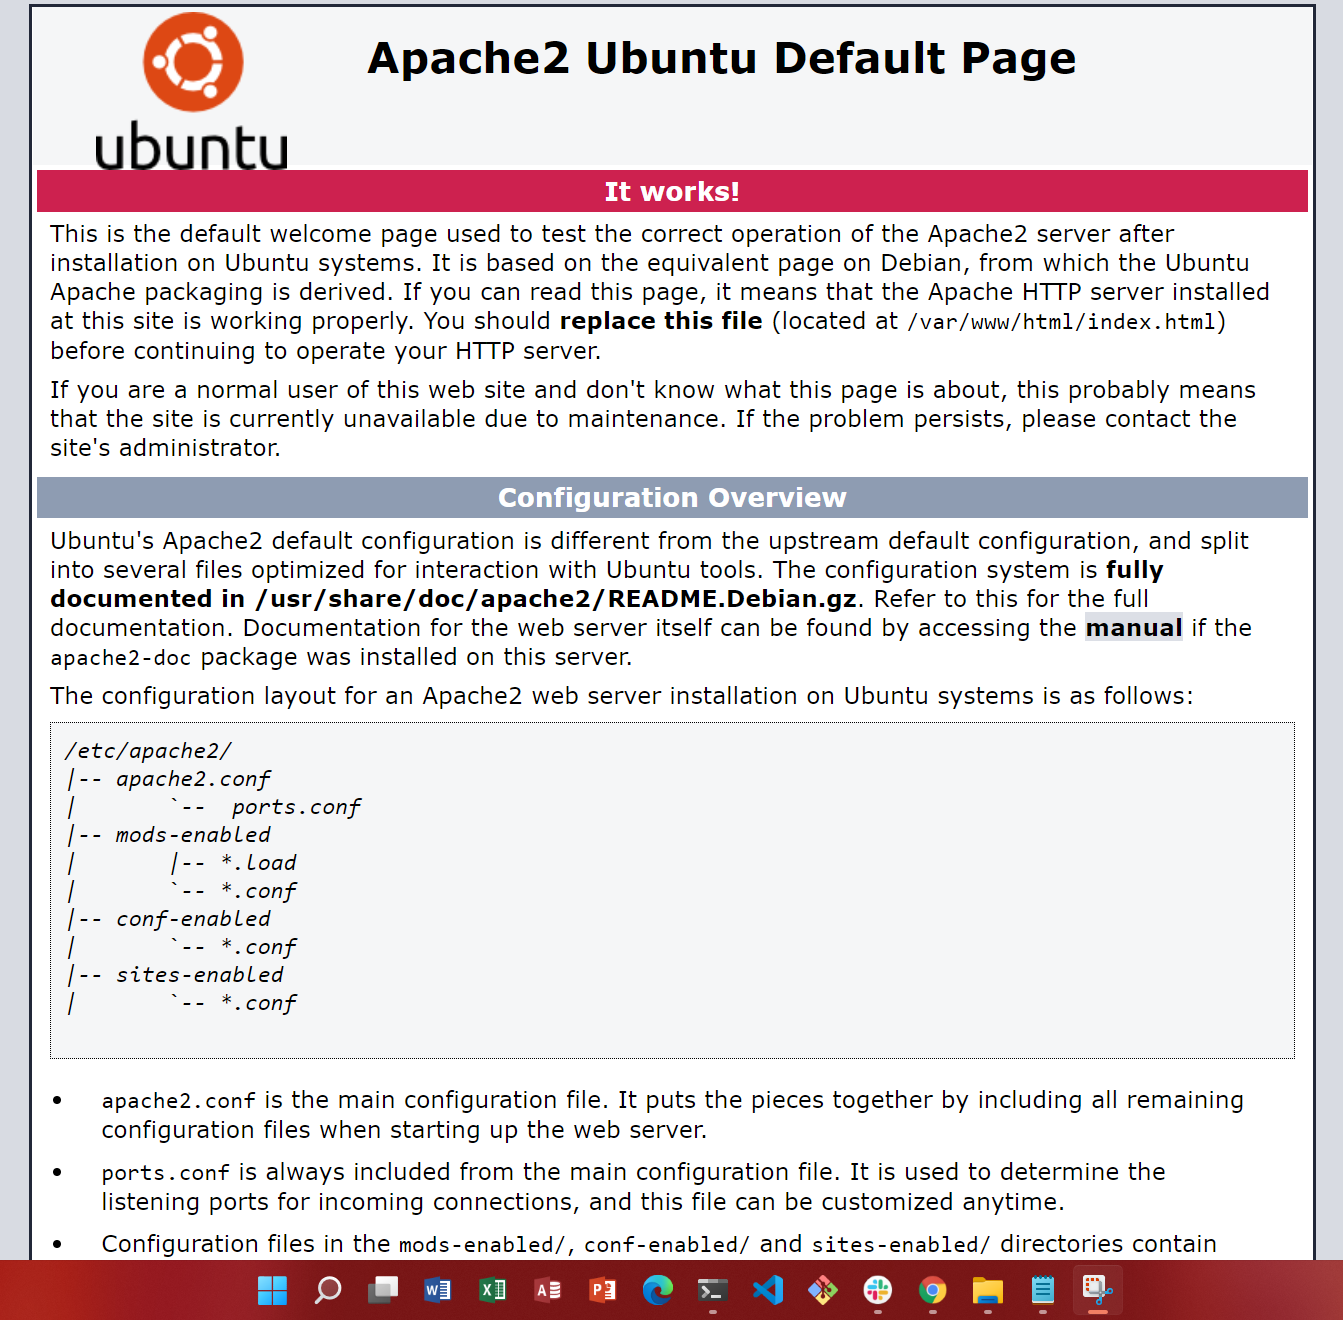 ubuntu
Apache2 Ubuntu Default Page
It works!
This is the default welcome page used to test the correct operation of the Apache2 server after
installation on Ubuntu systems. It is based on the equivalent page on Debian, from which the Ubuntu
Apache packaging is derived. If you can read this page, it means that the Apache HTTP server installed
at this site is working properly. You should replace this file (located at /var/www/html/index.html)
before continuing to operate your HTTP server.
If you are a normal user of this web site and don't know what this page is about, this probably means
that the site is currently unavailable due to maintenance. If the problem persists, please contact the
site's administrator.
Configuration Overview
Ubuntu's Apache2 default configuration is different from the upstream default configuration, and split
into several files optimized for interaction with Ubuntu tools. The configuration system is fully
documented in /usr/share/doc/apache2/README.Debian.gz. Refer to this for the full
documentation. Documentation for the web server itself can be found by accessing the manual if the
apache2-doc package was installed on this server.
The configuration layout for an Apache2 web server installation on Ubuntu systems is as follows:
/etc/apache2/
|-- apache2.conf
|       `--  ports.conf
|-- mods-enabled
|       |-- *.load
|       `-- *.conf
|-- conf-enabled
|       `-- *.conf
|-- sites-enabled
|       `-- *.conf
• apache2.conf is the main configuration file. It puts the pieces together by including all remaining
configuration files when starting up the web server.
• ports.conf is always included from the main configuration file. It is used to determine the
listening ports for incoming connections, and this file can be customized anytime.
• Configuration files in the mods-enabled/, conf-enabled/ and sites-enabled/ directories contain